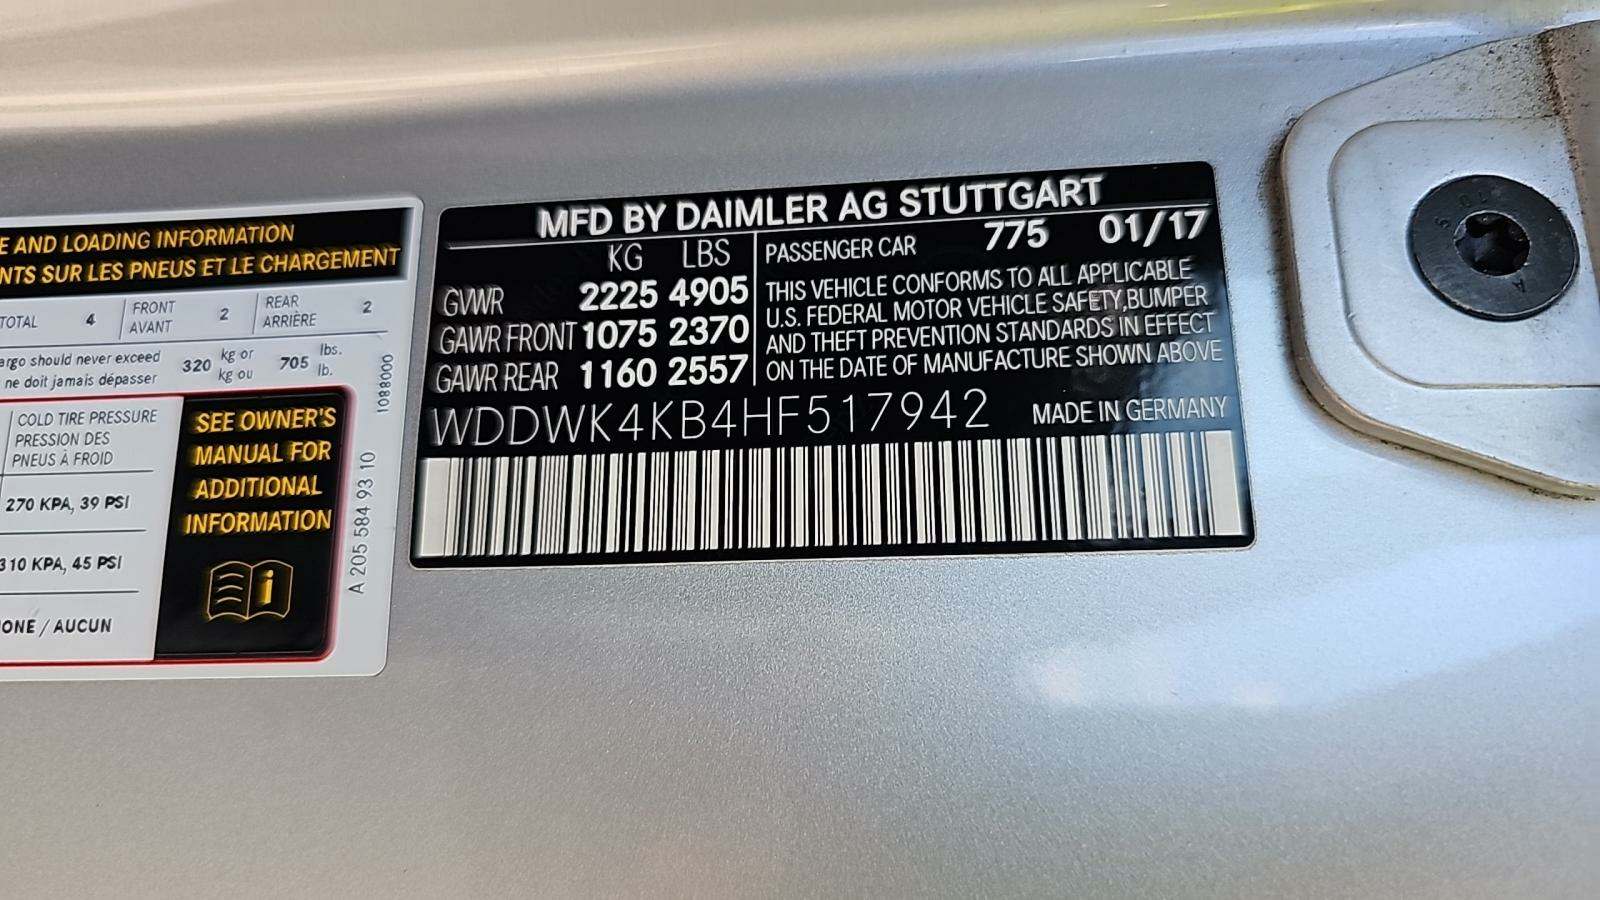 E AND LOADING INFORMATION
NTS SUR LES PNEUS ET LE CHARGEMENT
TOTAL 4 FRONT AVANT 2 REAR ARRIÈRE 2
argo should never exceed
ne doit jamais dépasser
320 kg or kg ou 705 lbs. lb.
COLD TIRE PRESSURE
PRESSION DES
PNEUS À FROID
270 KPA, 39 PSI
310 KPA, 45 PSI
ONE / AUCUN
SEE OWNER'S
MANUAL FOR
ADDITIONAL
INFORMATION
i
1088000
A 205 584 93 10
MFD BY DAIMLER AG STUTTGART
KG LBS
GVWR 2225 4905
GAWR FRONT 1075 2370
GAWR REAR 1160 2557
PASSENGER CAR 775 01/17
THIS VEHICLE CONFORMS TO ALL APPLICABLE
U.S. FEDERAL MOTOR VEHICLE SAFETY,BUMPER
AND THEFT PREVENTION STANDARDS IN EFFECT
ON THE DATE OF MANUFACTURE SHOWN ABOVE
WDDWK4KB4HF517942 MADE IN GERMANY